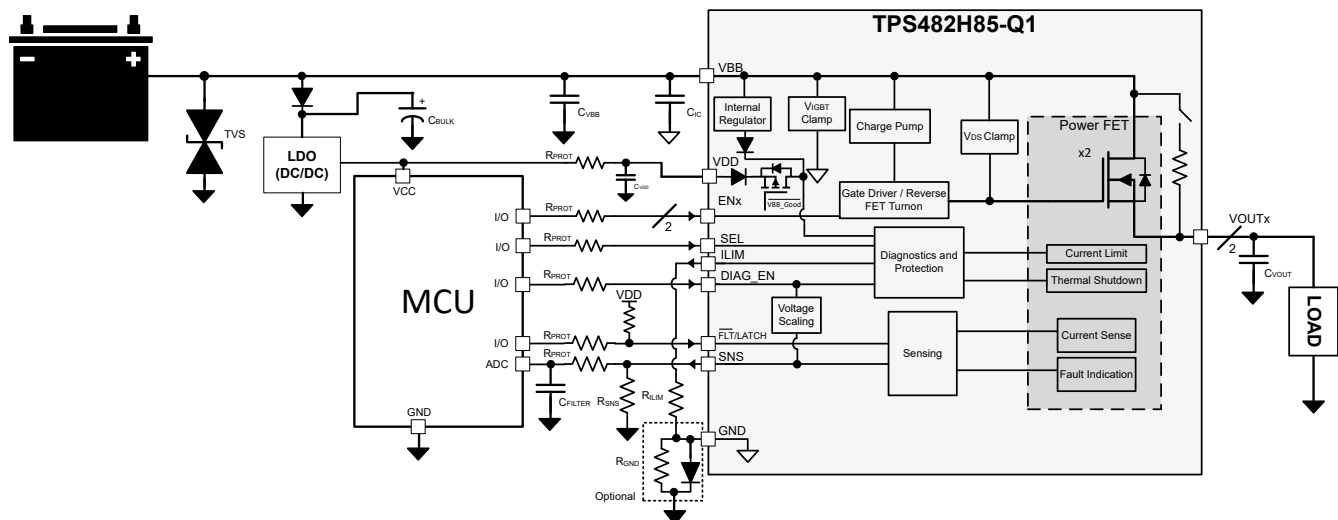 TPS482H85-Q1
VBB
TVS
CBULK
LDO
(DC/DC)
CVBB
CIC
Internal
Regulator
VIGBT
Clamp
Charge Pump
VDS Clamp
Power FET
x2
VDD
VBB_Good
Gate Driver / Reverse
FET Turnon
RPROT
CVDD
VCC
MCU
I/O
RPROT
2
ENx
I/O
RPROT
SEL
ILIM
I/O
RPROT
DIAG_EN
Diagnostics and
Protection
Current Limit
Thermal Shutdown
VOUTx
2
CVOUT
LOAD
VDD
Voltage
Scaling
I/O
RPROT
FLT/LATCH
ADC
RPROT
SNS
Sensing
Current Sense
Fault Indication
CFILTER
RSNS
RILIM
GND
GND
RGND
Optional